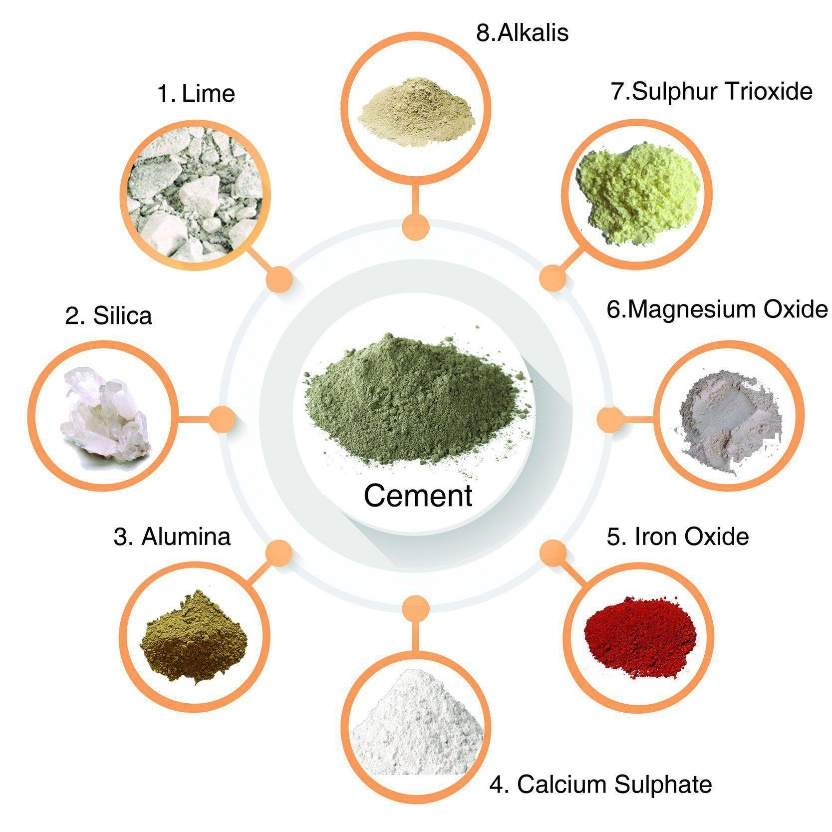 8.Alkalis
1. Lime
7.Sulphur Trioxide
2. Silica
6.Magnesium Oxide
Cement
3. Alumina
5. Iron Oxide
4. Calcium Sulphate